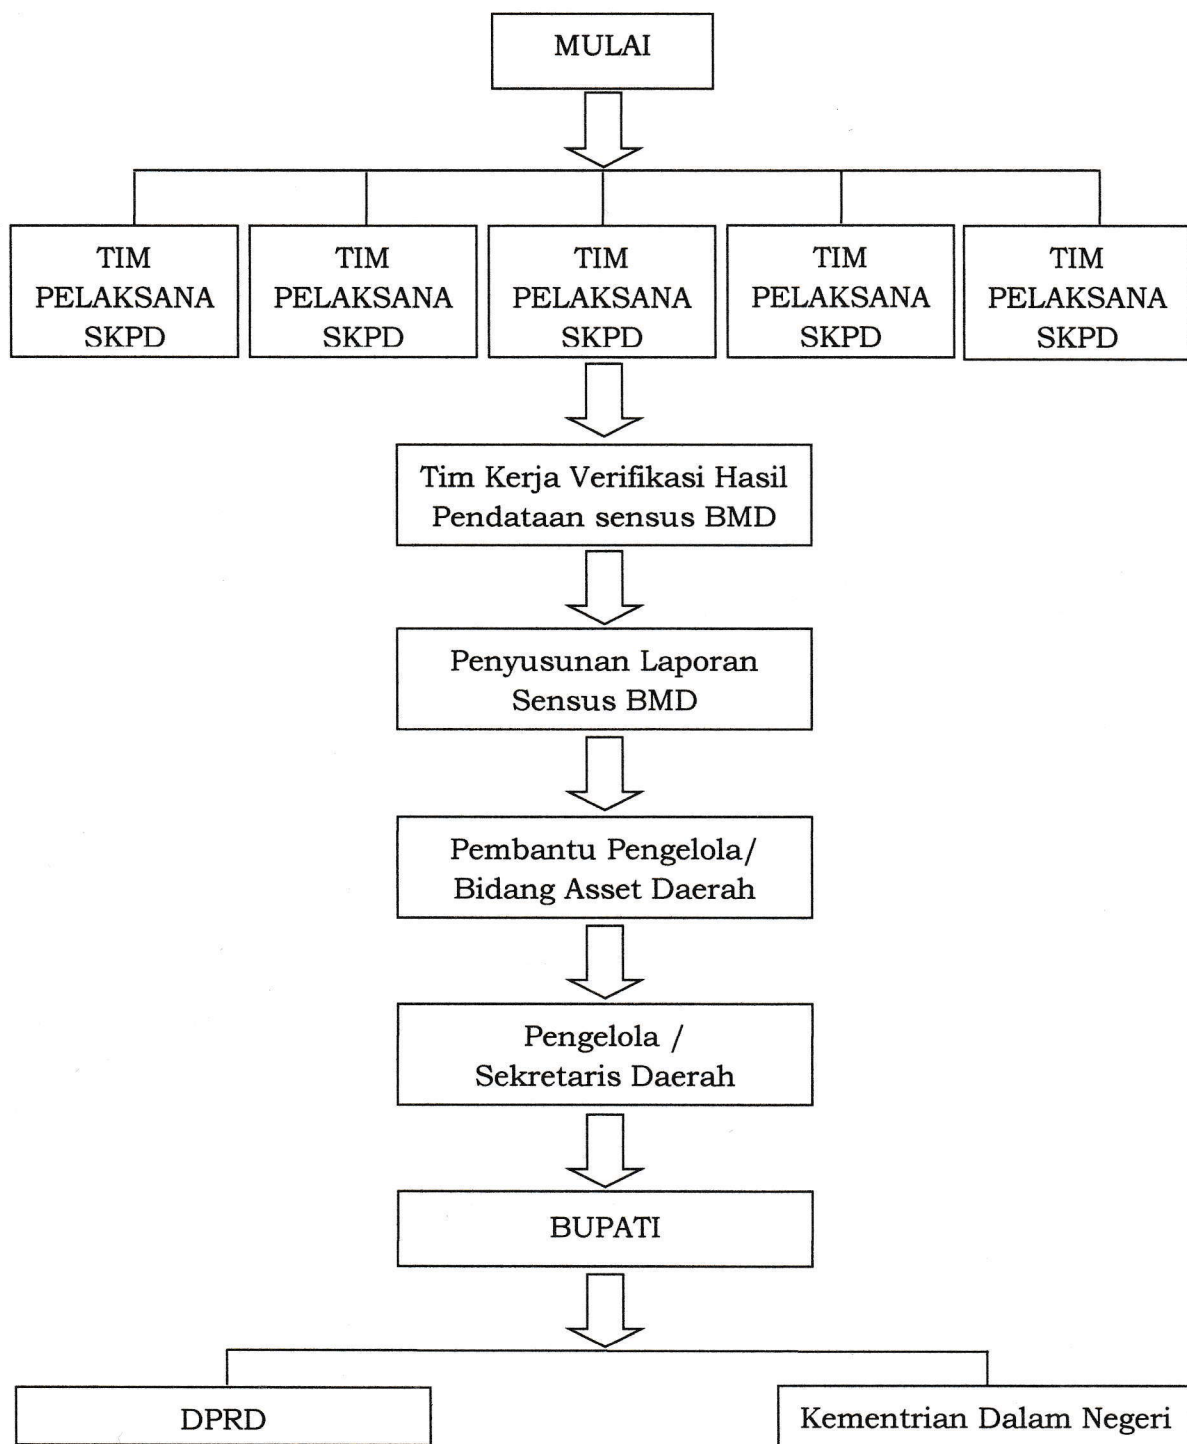 MULAI
TIM
PELAKSANA
SKPD
TIM
PELAKSANA
SKPD
TIM
PELAKSANA
SKPD
TIM
PELAKSANA
SKPD
TIM
PELAKSANA
SKPD
Tim Kerja Verifikasi Hasil
Pendataan sensus BMD
Penyusunan Laporan
Sensus BMD
Pembantu Pengelola/
Bidang Asset Daerah
Pengelola /
Sekretaris Daerah
BUPATI
DPRD
Kementrian Dalam Negeri